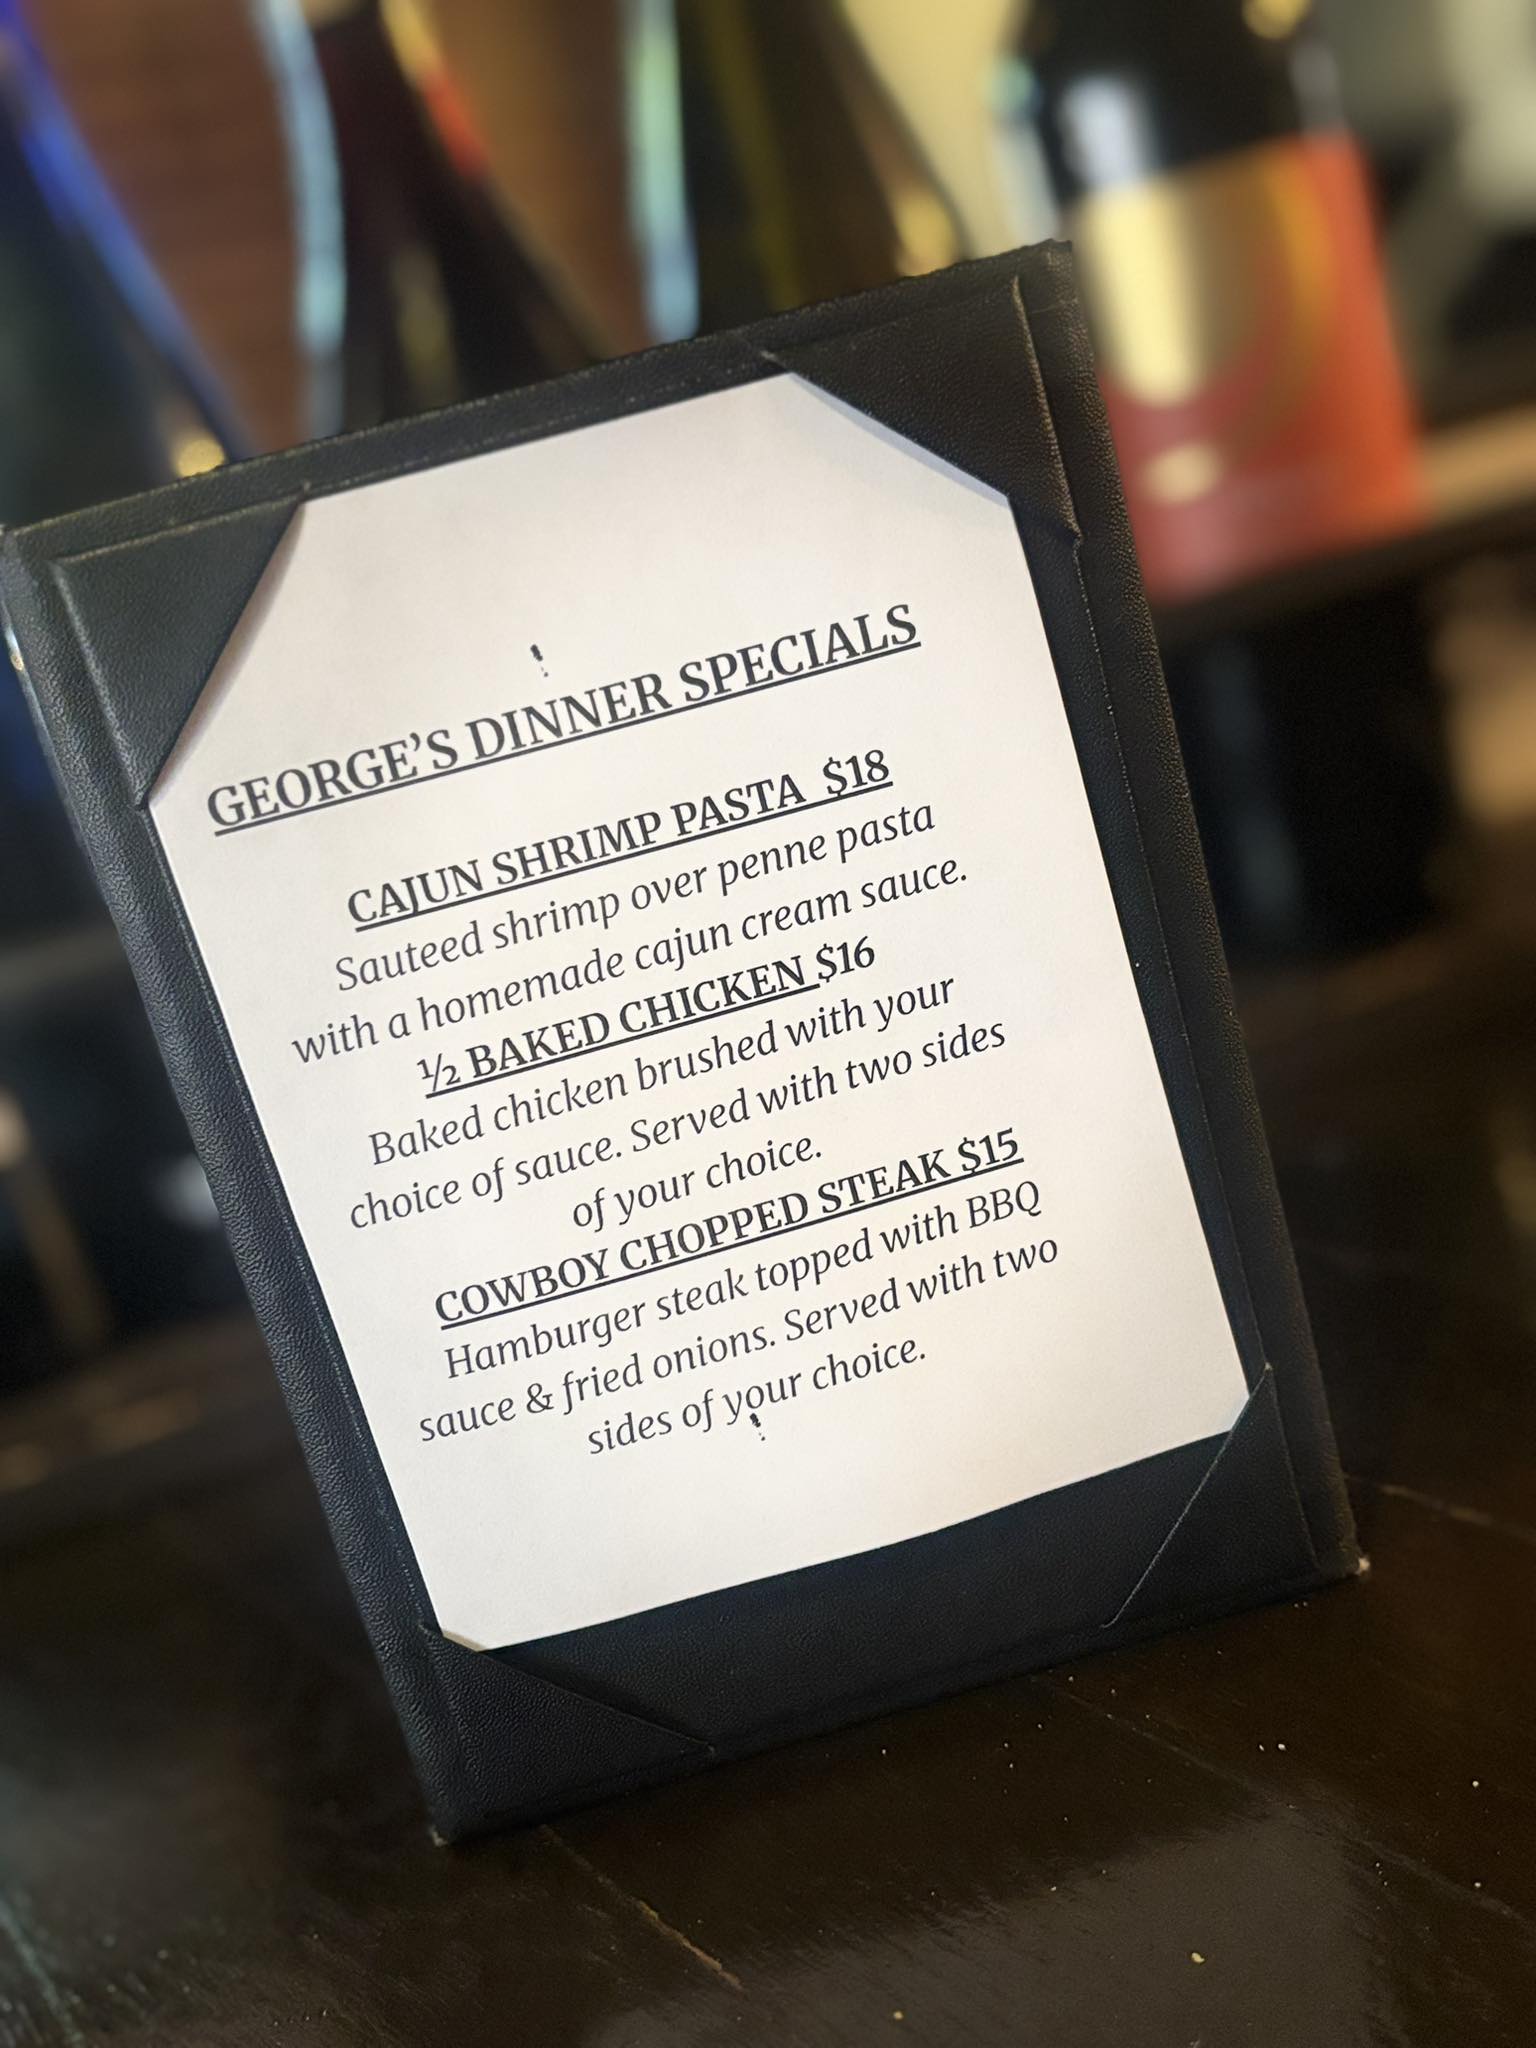 GEORGE'S DINNER SPECIALS
CAJUN SHRIMP PASTA $18
Sauteed shrimp over penne pasta
with a homemade cajun cream sauce.
½ BAKED CHICKEN $16
Baked chicken brushed with your
choice of sauce. Served with two sides
of your choice.
COWBOY CHOPPED STEAK $15
Hamburger steak topped with BBQ
sauce & fried onions. Served with two
sides of your choice.